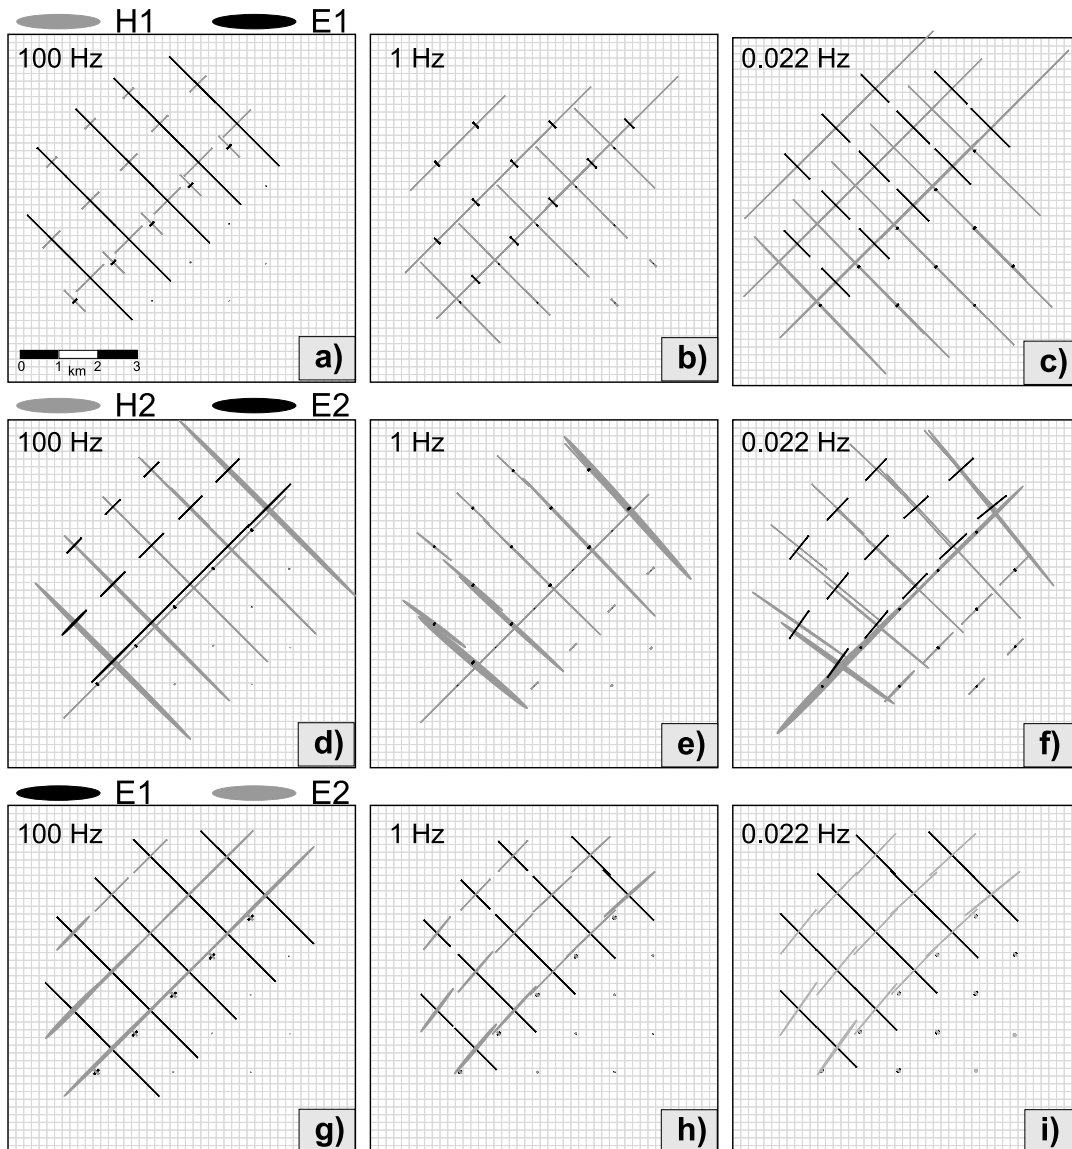 H1 E1
100 Hz 1 Hz 0.022 Hz
0 1 2 3
km
a) b) c)
H2 E2
100 Hz 1 Hz 0.022 Hz
d) e) f)
E1 E2
100 Hz 1 Hz 0.022 Hz
g) h) i)